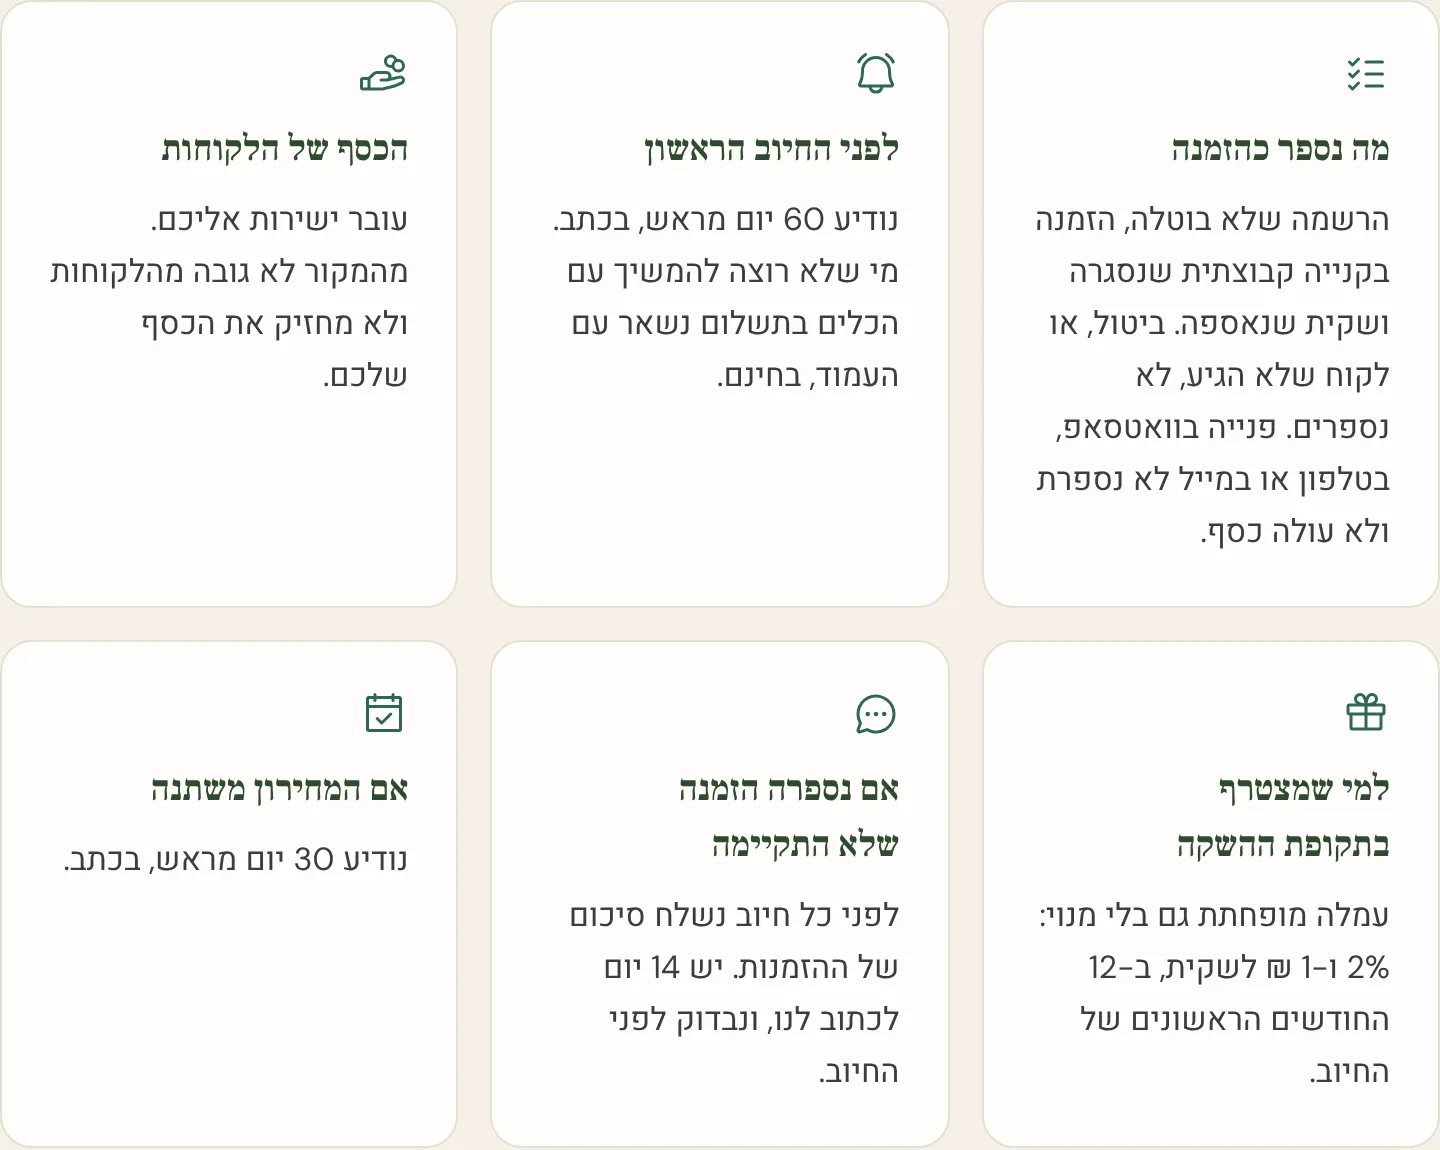 מה נספר כהזמנה
הרשמה שלא בוטלה, הזמנה
בקנייה קבוצתית שנסגרה
ושקית שנאספה. ביטול, או
לקוח שלא הגיע, לא
נספרים. פנייה בוואטסאפ,
בטלפון או במייל לא נספרת
ולא עולה כסף.
לפני החיוב הראשון
נודיע 60 יום מראש, בכתב.
מי שלא רוצה להמשיך עם
הכלים בתשלום נשאר עם
העמוד, בחינם.
הכסף של הלקוחות
עובר ישירות אליכם.
מהמקור לא גובה מהלקוחות
ולא מחזיק את הכסף
שלכם.
למי שמצטרף
בתקופת ההשקה
עמלה מופחתת גם בלי מנוי:
2% ו-1 ₪ לשקית, ב-12
החודשים הראשונים של
החיוב.
אם נספרה הזמנה
שלא התקיימה
לפני כל חיוב נשלח סיכום
של ההזמנות. יש 14 יום
לכתוב לנו, ונבדוק לפני
החיוב.
אם המחירון משתנה
נודיע 30 יום מראש, בכתב.